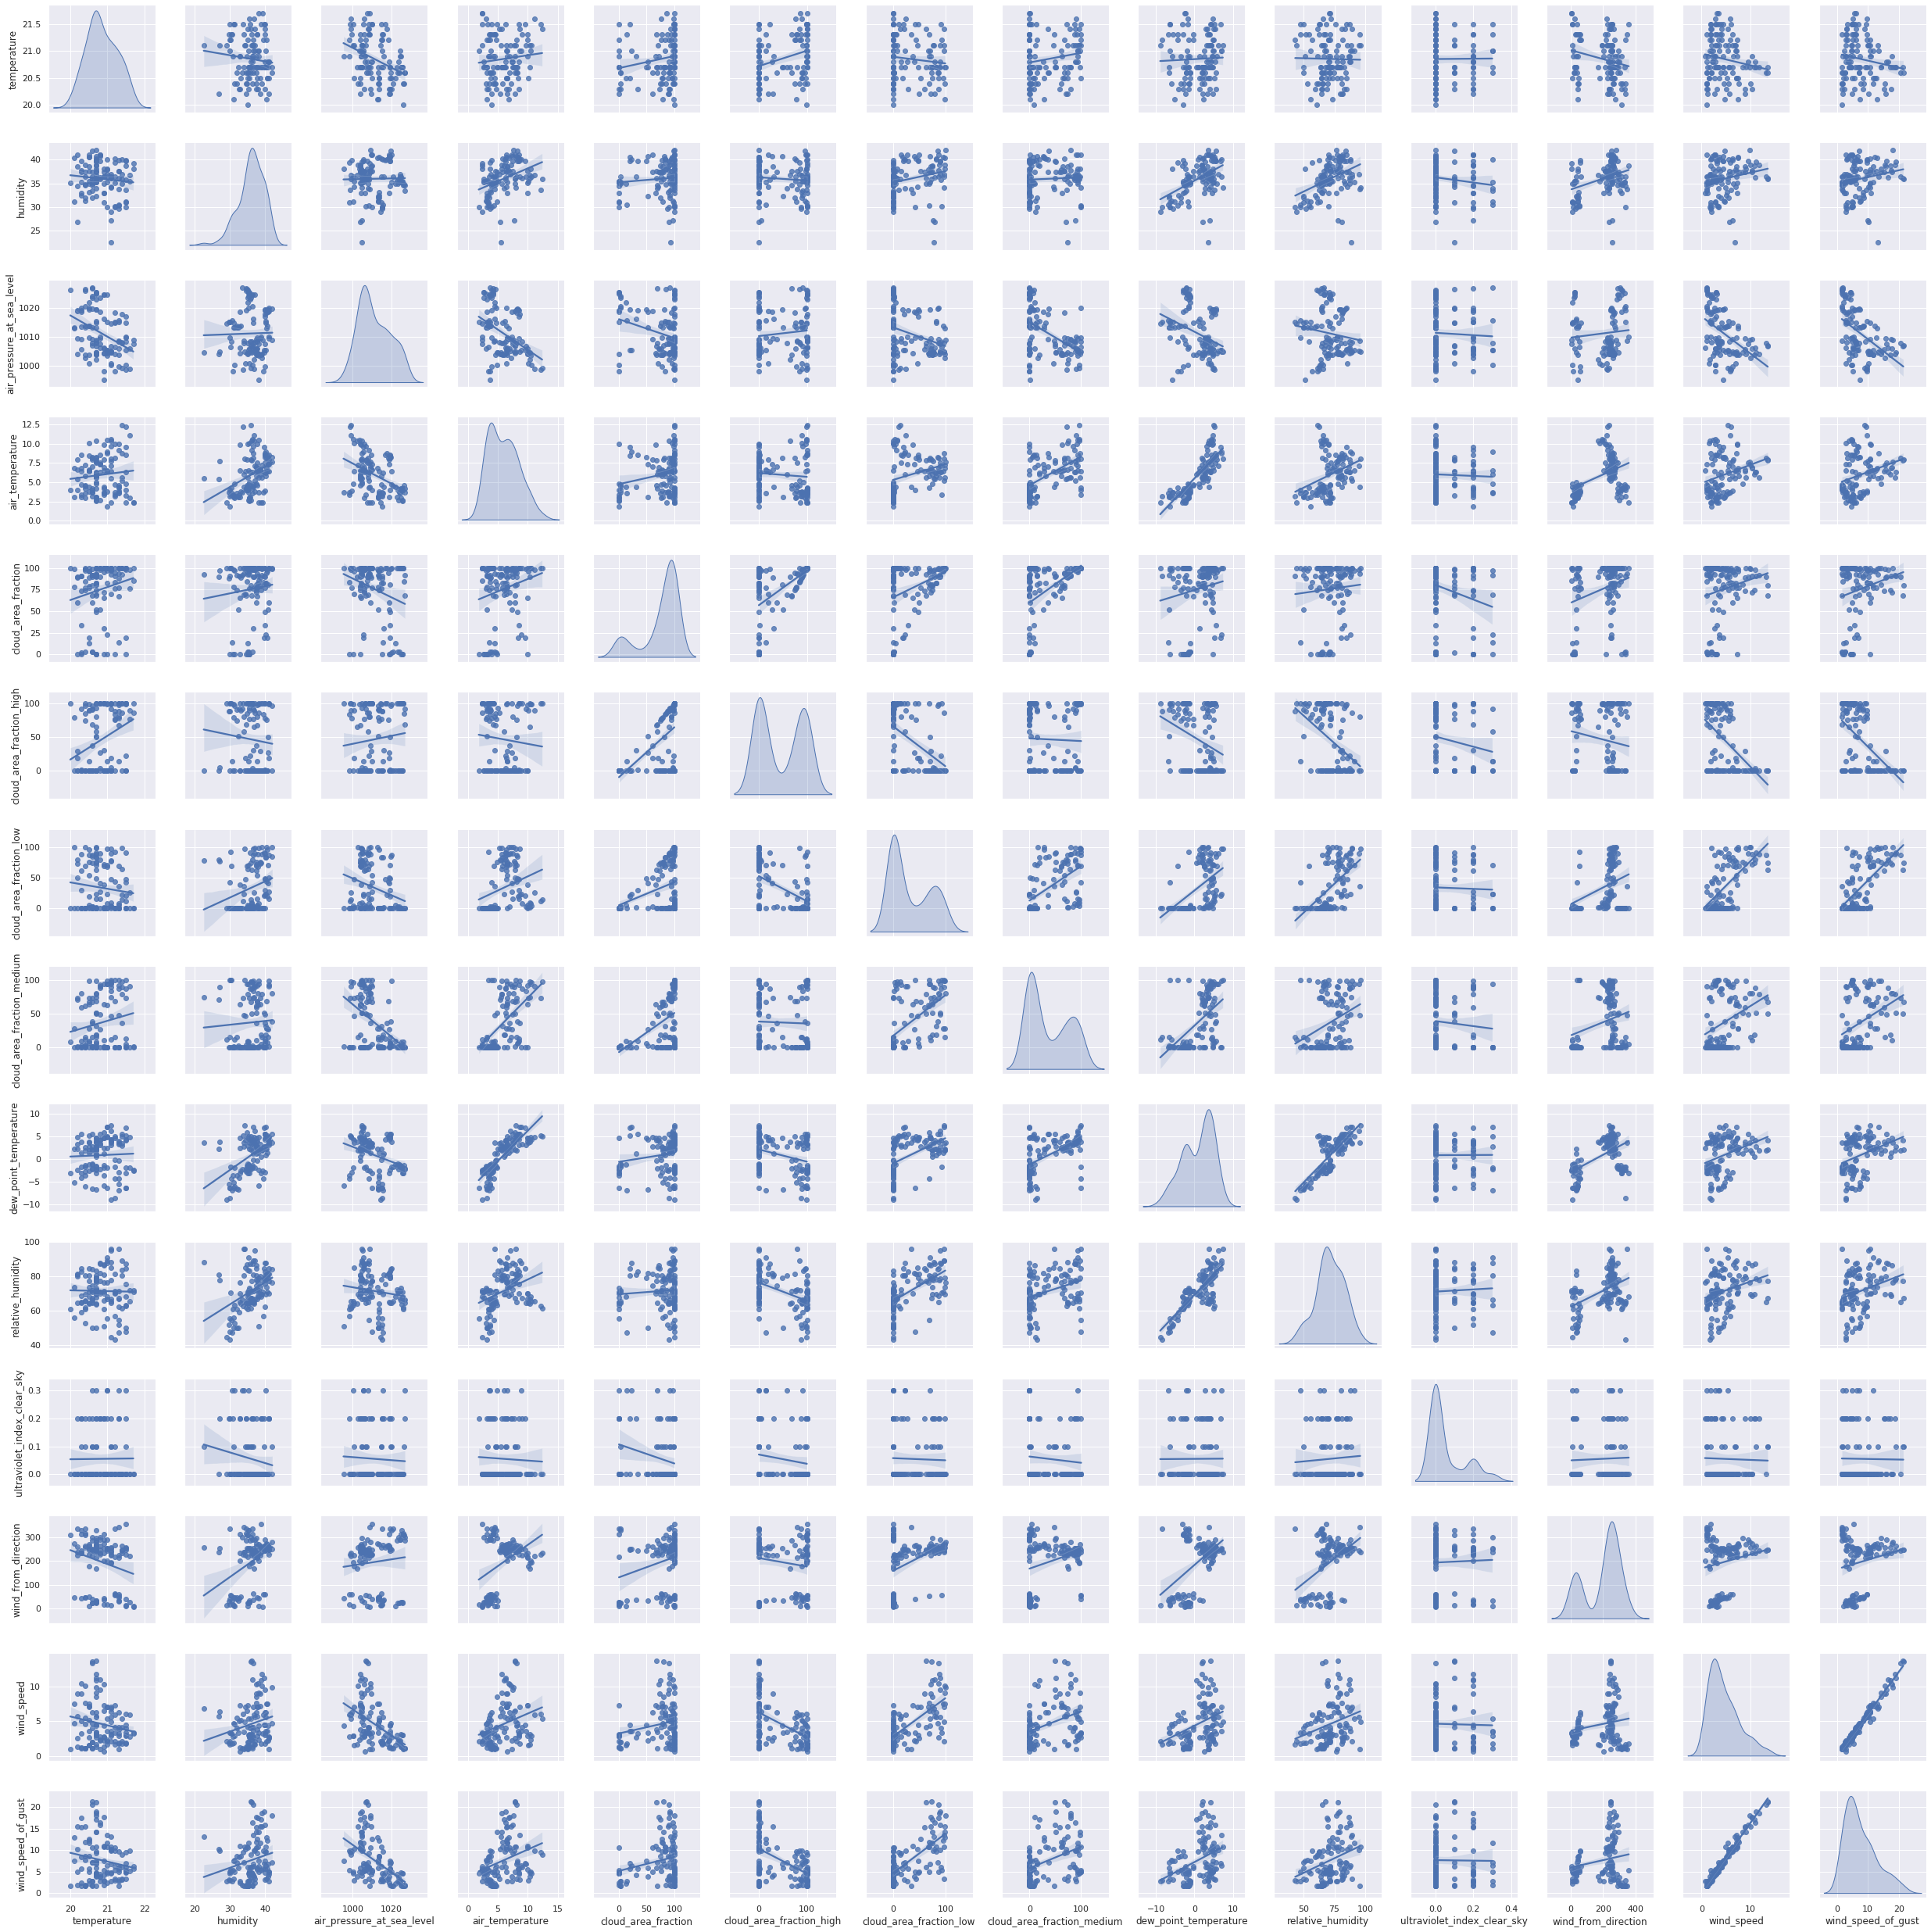 temperature
21.5
21.0
20.5
20.0
humidity
40
35
30
25
air_pressure_at_sea_level
1020
1010
1000
air_temperature
12.5
10.0
7.5
5.0
2.5
0.0
cloud_area_fraction
100
75
50
25
0
cloud_area_fraction_high
100
50
0
cloud_area_fraction_low
100
50
0
cloud_area_fraction_medium
100
50
0
dew_point_temperature
10
5
0
−5
−10
relative_humidity
100
80
60
40
ultraviolet_index_clear_sky
0.3
0.2
0.1
0.0
wind_from_direction
300
200
100
0
wind_speed
10
5
0
wind_speed_of_gust
20
15
10
5
0
20 21 22
20 30 40
1000 1020
0 5 10 15
0 50 100
0 100
0 100
0 100
−10 0 10
50 75 100
0.0 0.2 0.4
0 200 400
0 10
0 10 20
temperature
humidity
air_pressure_at_sea_level
air_temperature
cloud_area_fraction
cloud_area_fraction_high
cloud_area_fraction_low
cloud_area_fraction_medium
dew_point_temperature
relative_humidity
ultraviolet_index_clear_sky
wind_from_direction
wind_speed
wind_speed_of_gust